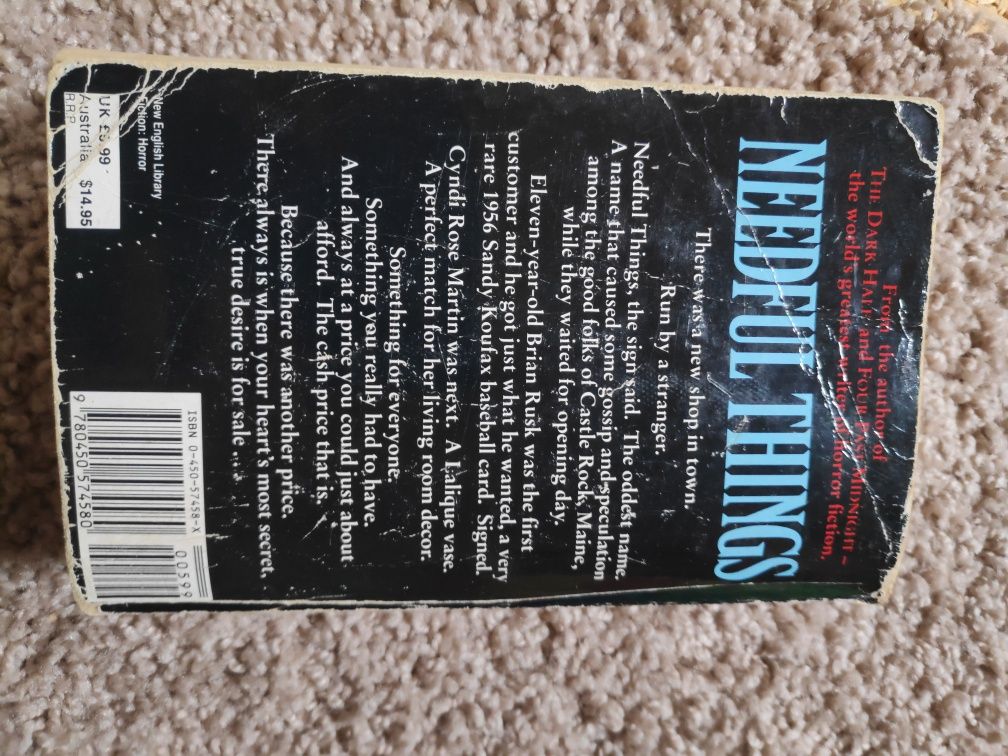 From the author of
THE DARK HALF and FOUR PAST MIDNIGHT –
the world's greatest writer of horror fiction,
NEEDFUL THINGS
There was a new shop in town.
Run by a stranger.
Needful Things, the sign said. The oddest name.
A name that caused some gossip and speculation
among the good folks of Castle Rock, Maine,
while they waited for opening day.
Eleven-year-old Brian Rusk was the first
customer and he got just what he wanted, a very
rare 1956 Sandy Koufax baseball card. Signed.
Cyndi Rose Martin was next. A Lalique vase.
A perfect match for her living room decor.
Something for everyone.
Something you really had to have.
And always at a price you could just about
afford. The cash price that is.
Because there was another price.
There always is when your heart's most secret,
true desire is for sale . . .
New English Library
Fiction: Horror
UK £5.99
Australia $14.95
R.R.P.
ISBN 0-450-57458-X
00599
9 780450 574580